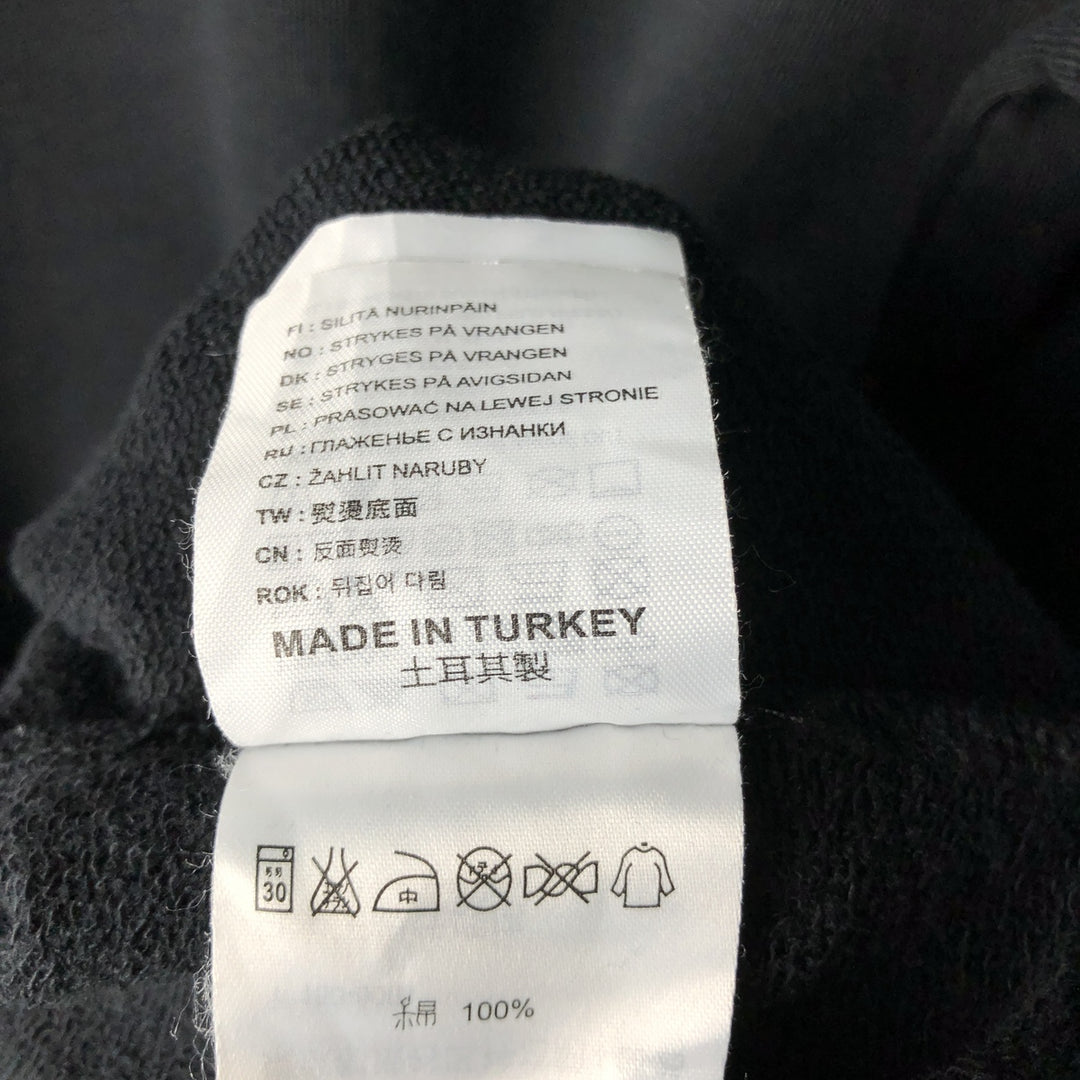 FI : SILITÄ NURINPÄIN
NO : STRYKES PÅ VRANGEN
DK : STRYGES PÅ VRANGEN
SE : STRYKES PÅ AVIGSIDAN
PL : PRASOWAĆ NA LEWEJ STRONIE
RU : ГЛАЖЕНЬЕ С ИЗНАНКИ
CZ : ŽAHLIT NARUBY
TW : 熨燙底面
CN : 反面熨烫
ROK : 뒤집어 다림
MADE IN TURKEY
土耳其製
弱 30 中
綿 100%